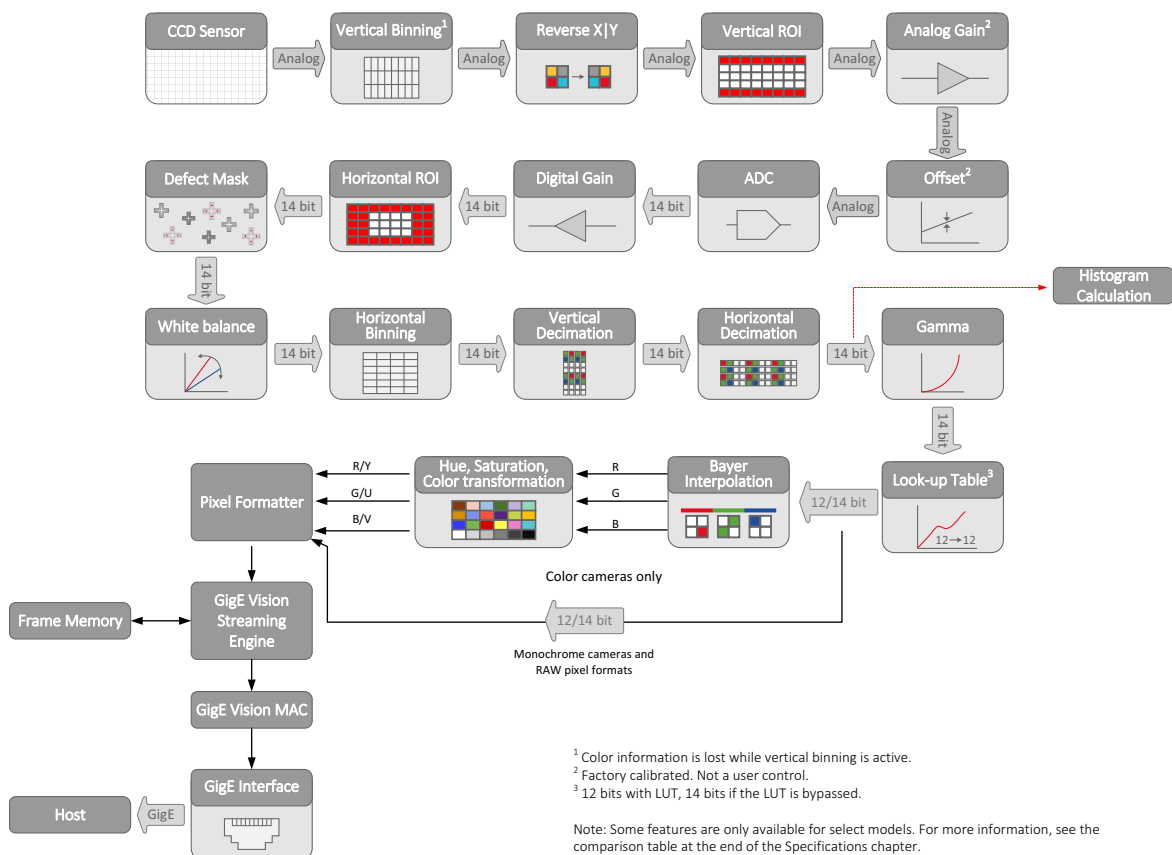 CCD Sensor
Analog
Vertical Binning¹
Analog
Reverse X|Y
Analog
Vertical ROI
Analog
Analog Gain²
Analog
Defect Mask
14 bit
Horizontal ROI
14 bit
Digital Gain
14 bit
ADC
Analog
Offset²
14 bit
Histogram
Calculation
White balance
14 bit
Horizontal
Binning
14 bit
Vertical
Decimation
14 bit
Horizontal
Decimation
14 bit
Gamma
14 bit
Pixel Formatter
R/Y
G/U
B/V
Hue, Saturation,
Color transformation
R
G
B
Bayer
Interpolation
12/14 bit
Look-up Table³
12→12
Color cameras only
12/14 bit
Monochrome cameras and
RAW pixel formats
Frame Memory
GigE Vision
Streaming
Engine
GigE Vision MAC
GigE Interface
GigE
Host
¹ Color information is lost while vertical binning is active.
² Factory calibrated. Not a user control.
³ 12 bits with LUT, 14 bits if the LUT is bypassed.
Note: Some features are only available for select models. For more information, see the
comparison table at the end of the Specifications chapter.